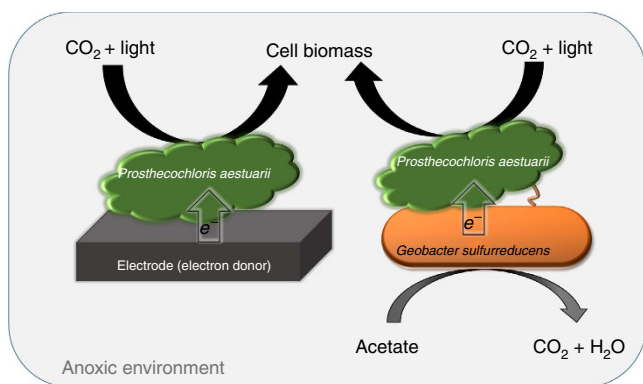 CO₂ + light
Cell biomass
CO₂ + light
Prosthecochloris aestuarii
Prosthecochloris aestuarii
e⁻
e⁻
Electrode (electron donor)
Geobacter sulfurreducens
Acetate
CO₂ + H₂O
Anoxic environment